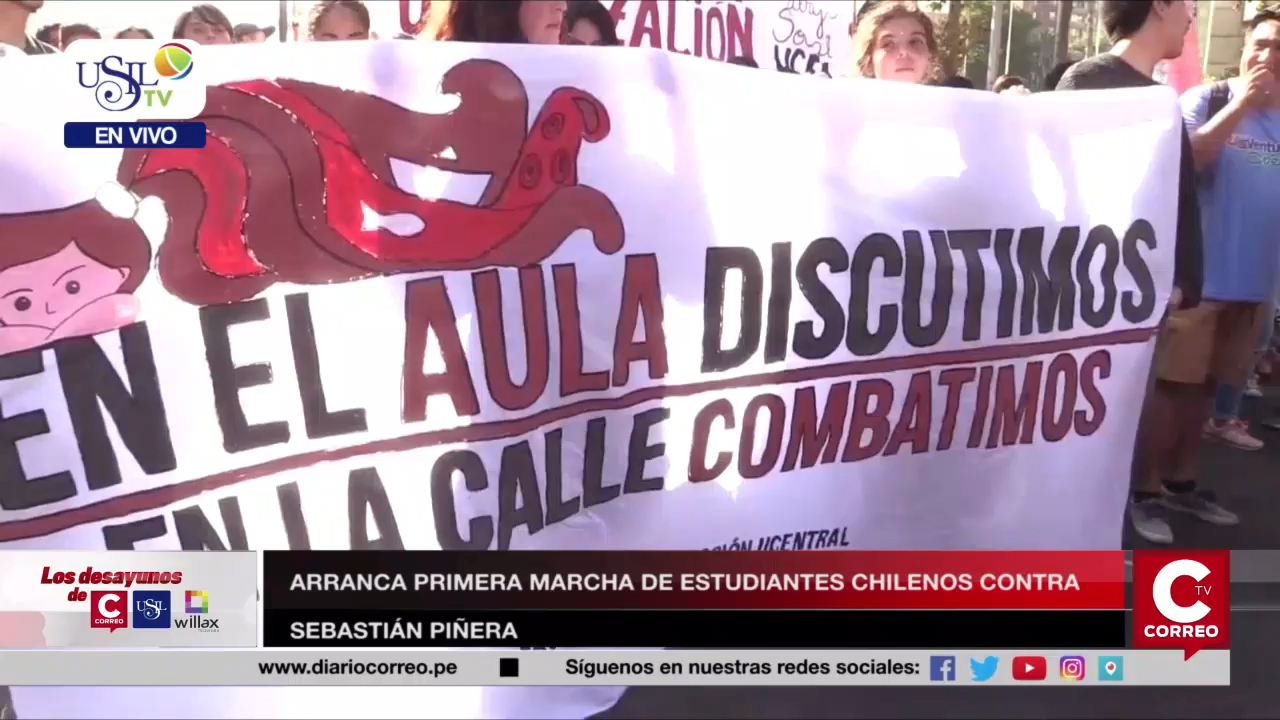 USIL
TV
EN VIVO
EN EL AULA DISCUTIMOS
EN LA CALLE COMBATIMOS
UCENTRAL
Los desayunos
de C CORREO USIL willax
ARRANCA PRIMERA MARCHA DE ESTUDIANTES CHILENOS CONTRA
SEBASTIÁN PIÑERA
C TV
CORREO
www.diariocorreo.pe
Síguenos en nuestras redes sociales: